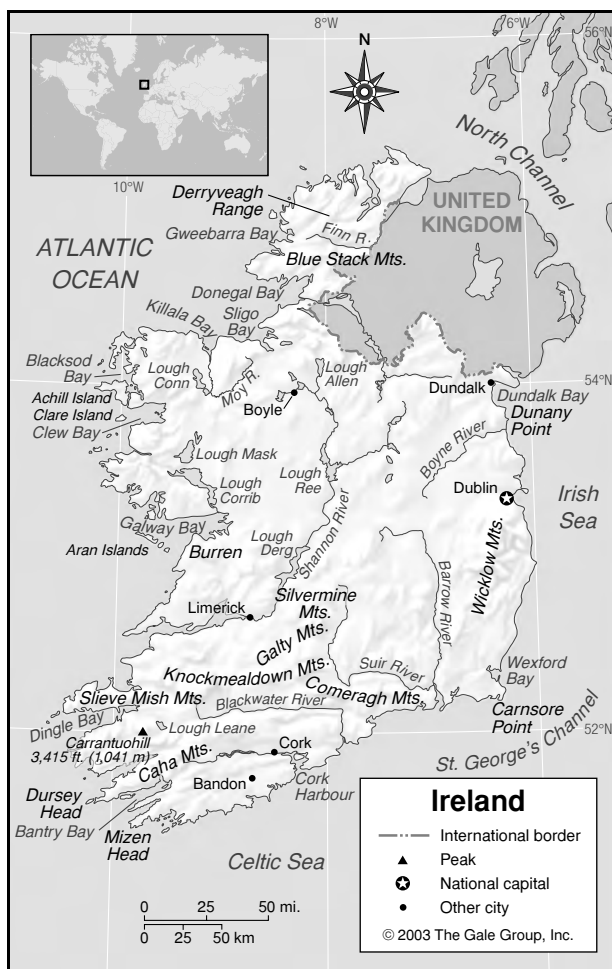 8°W
6°W
56°N
N
North Channel
10°W
Derryveagh
Range
UNITED
KINGDOM
Gweebarra Bay
Finn R.
ATLANTIC
OCEAN
Blue Stack Mts.
Donegal Bay
Sligo
Bay
Killala Bay
Blacksod
Bay
Lough
Conn
Moy R.
Lough
Allen
Dundalk
54°N
Achill Island
Clare Island
Clew Bay
Boyle
Dundalk Bay
Dunany
Point
Boyne River
Lough Mask
Lough
Corrib
Lough
Ree
Dublin
Irish
Sea
Galway Bay
Aran Islands
Burren
Lough
Derg
Shannon River
Wicklow Mts.
Barrow River
Limerick
Silvermine
Mts.
Galty Mts.
Knockmealdown Mts.
Suir River
Wexford
Bay
Slieve Mish Mts.
Comeragh Mts.
Blackwater River
Carnsore
Point
Dingle Bay
Lough Leane
52°N
Carrantuohill
3,415 ft. (1,041 m)
St. George's Channel
Caha Mts.
Cork
Bandon
Cork
Harbour
Dursey
Head
Bantry Bay
Mizen
Head
Celtic Sea
0 25 50 mi.
0 25 50 km
Ireland
International border
Peak
National capital
Other city
© 2003 The Gale Group, Inc.